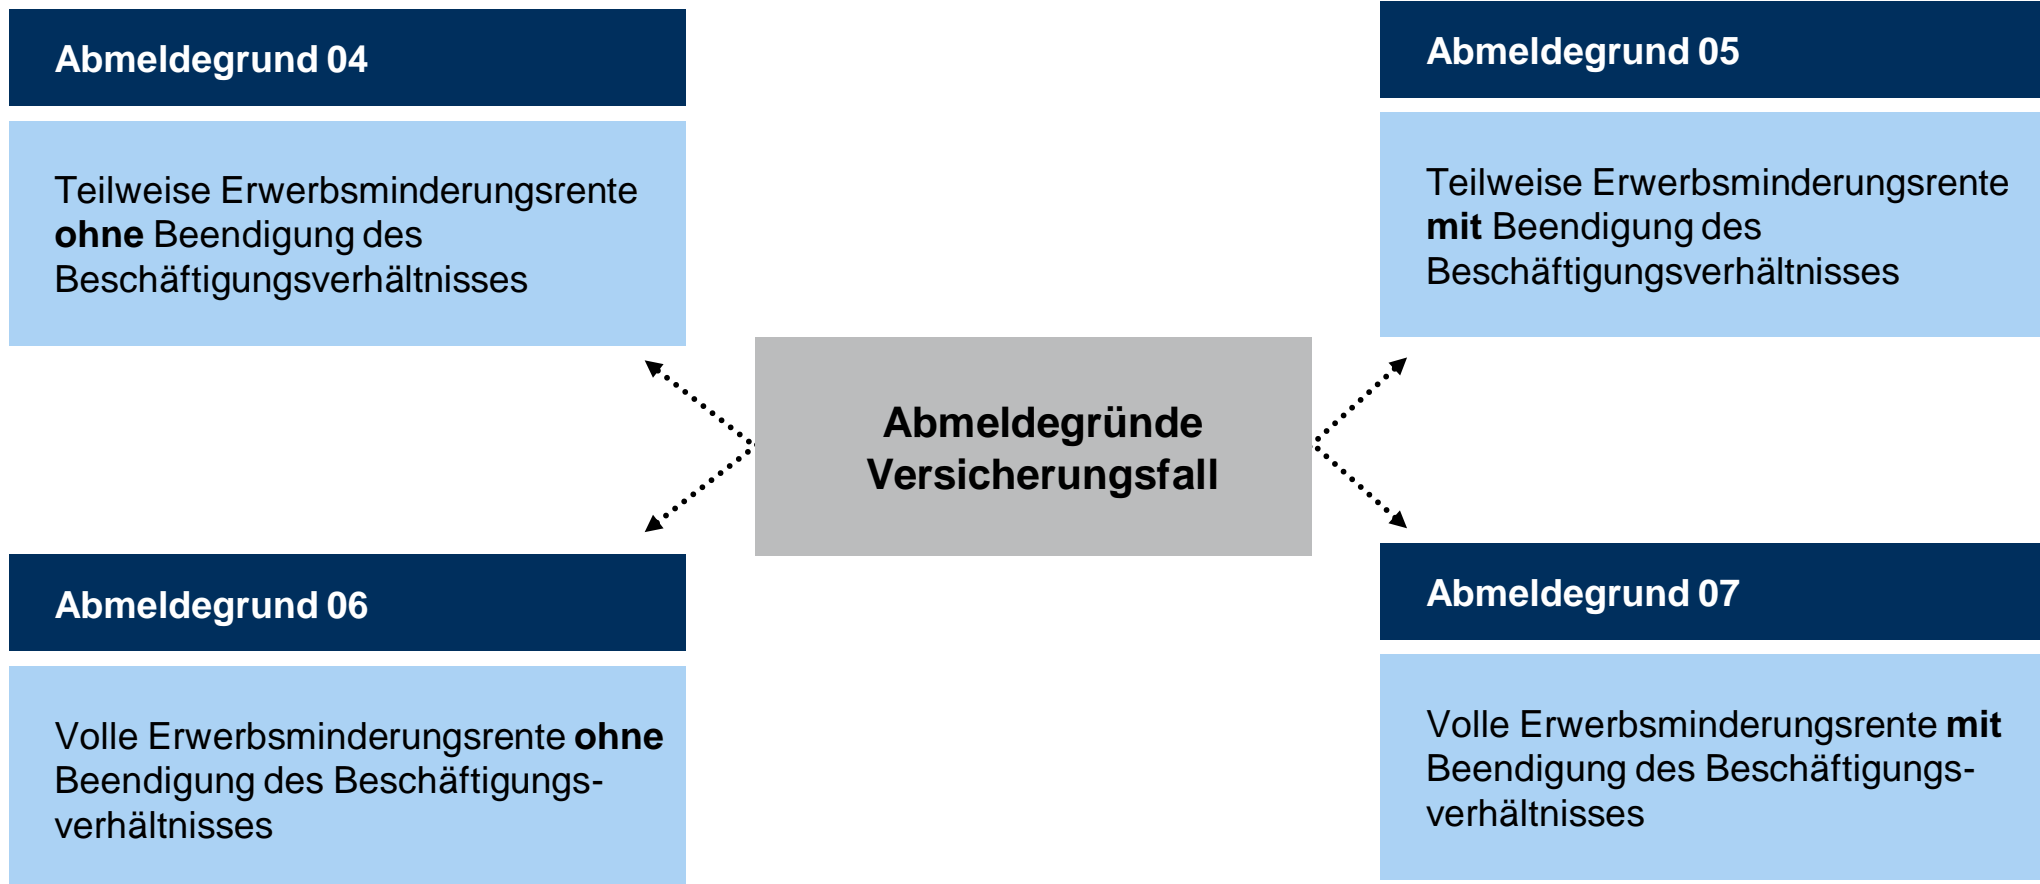 Abmeldegrund 04
Teilweise Erwerbsminderungsrente
ohne Beendigung des
Beschäftigungsverhältnisses
Abmeldegrund 05
Teilweise Erwerbsminderungsrente
mit Beendigung des
Beschäftigungsverhältnisses
Abmeldegründe
Versicherungsfall
Abmeldegrund 06
Volle Erwerbsminderungsrente ohne
Beendigung des Beschäftigungs-
verhältnisses
Abmeldegrund 07
Volle Erwerbsminderungsrente mit
Beendigung des Beschäftigungs-
verhältnisses